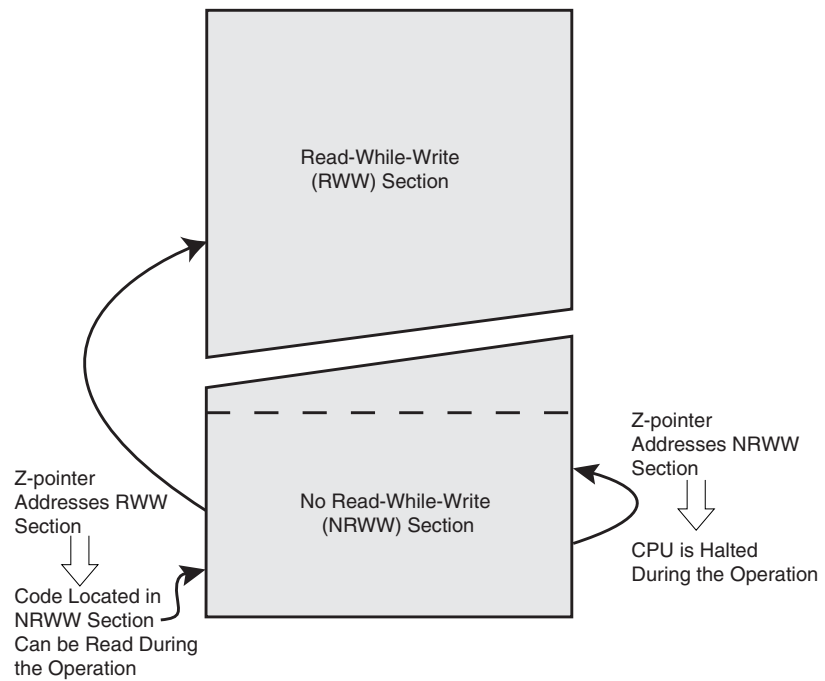 Read-While-Write
(RWW) Section
Z-pointer
Addresses NRWW
Section
Z-pointer
Addresses RWW
Section
No Read-While-Write
(NRWW) Section
CPU is Halted
During the Operation
Code Located in
NRWW Section
Can be Read During
the Operation